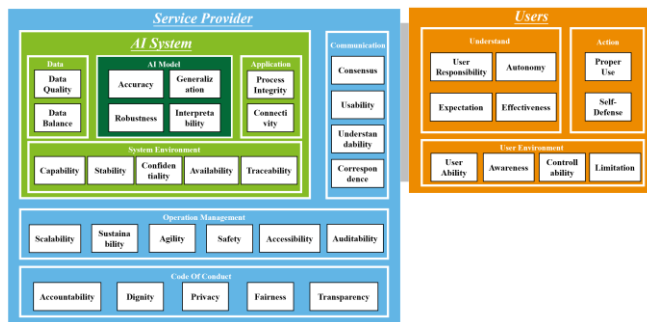 Service Provider
AI System
Data
Data
Quality
Data
Balance
AI Model
Accuracy
Generaliz
ation
Robustness
Interpreta
bility
Application
Process
Integrity
Connecti
vity
System Environment
Capability
Stability
Confiden
tiality
Availability
Traceability
Communication
Consensus
Usability
Understan
dability
Correspon
dence
Operation Management
Scalability
Sustaina
bility
Agility
Safety
Accessibility
Auditability
Code Of Conduct
Accountability
Dignity
Privacy
Fairness
Transparency
Users
Understand
User
Responsibility
Autonomy
Expectation
Effectiveness
Action
Proper
Use
Self-
Defense
User Environment
User
Ability
Awareness
Controll
ability
Limitation